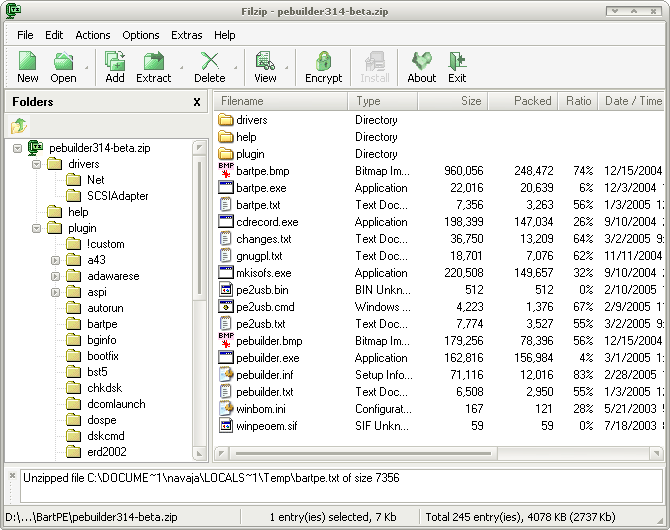 Filzip - pebuilder314-beta.zip
File Edit Actions Options Extras Help
New Open Add Extract Delete View Encrypt Install About Exit
Folders X
pebuilder314-beta.zip
drivers
Net
SCSIAdapter
help
plugin
!custom
a43
adawarese
aspi
autorun
bartpe
bginfo
bootfix
bst5
chkdsk
dcomlaunch
dospe
dskcmd
erd2002
Filename Type Size Packed Ratio Date / Time
drivers Directory
help Directory
plugin Directory
bartpe.bmp Bitmap Im... 960,056 248,472 74% 12/15/2004
bartpe.exe Application 22,016 20,639 6% 12/3/2004
bartpe.txt Text Doc... 7,356 3,263 56% 1/3/2005
cdrecord.exe Application 198,399 147,034 26% 9/10/2004
changes.txt Text Doc... 36,750 13,209 64% 3/2/2005
gnugpl.txt Text Doc... 18,701 7,076 62% 11/11/2004
mkisofs.exe Application 220,508 149,657 32% 9/10/2004
pe2usb.bin BIN Unkn... 512 512 0% 2/10/2005
pe2usb.cmd Windows ... 4,223 1,376 67% 2/9/2005
pe2usb.txt Text Doc... 7,774 3,527 55% 3/2/2005
pebuilder.bmp Bitmap Im... 179,256 78,396 56% 12/15/2004
pebuilder.exe Application 162,816 156,984 4% 3/1/2005
pebuilder.inf Setup Info... 71,116 12,016 83% 2/28/2005
pebuilder.txt Text Doc... 6,508 2,950 55% 1/3/2005
winbom.ini Configurat... 167 121 28% 5/21/2003
winpeoem.sif SIF Unkn... 59 59 0% 7/18/2003
Unzipped file C:\DOCUME~1\navaja\LOCALS~1\Temp\bartpe.txt of size 7356
D:\...\BartPE\pebuilder314-beta.zip 1 entry(ies) selected, 7 Kb Total 245 entry(ies), 4078 KB (2737 Kb)